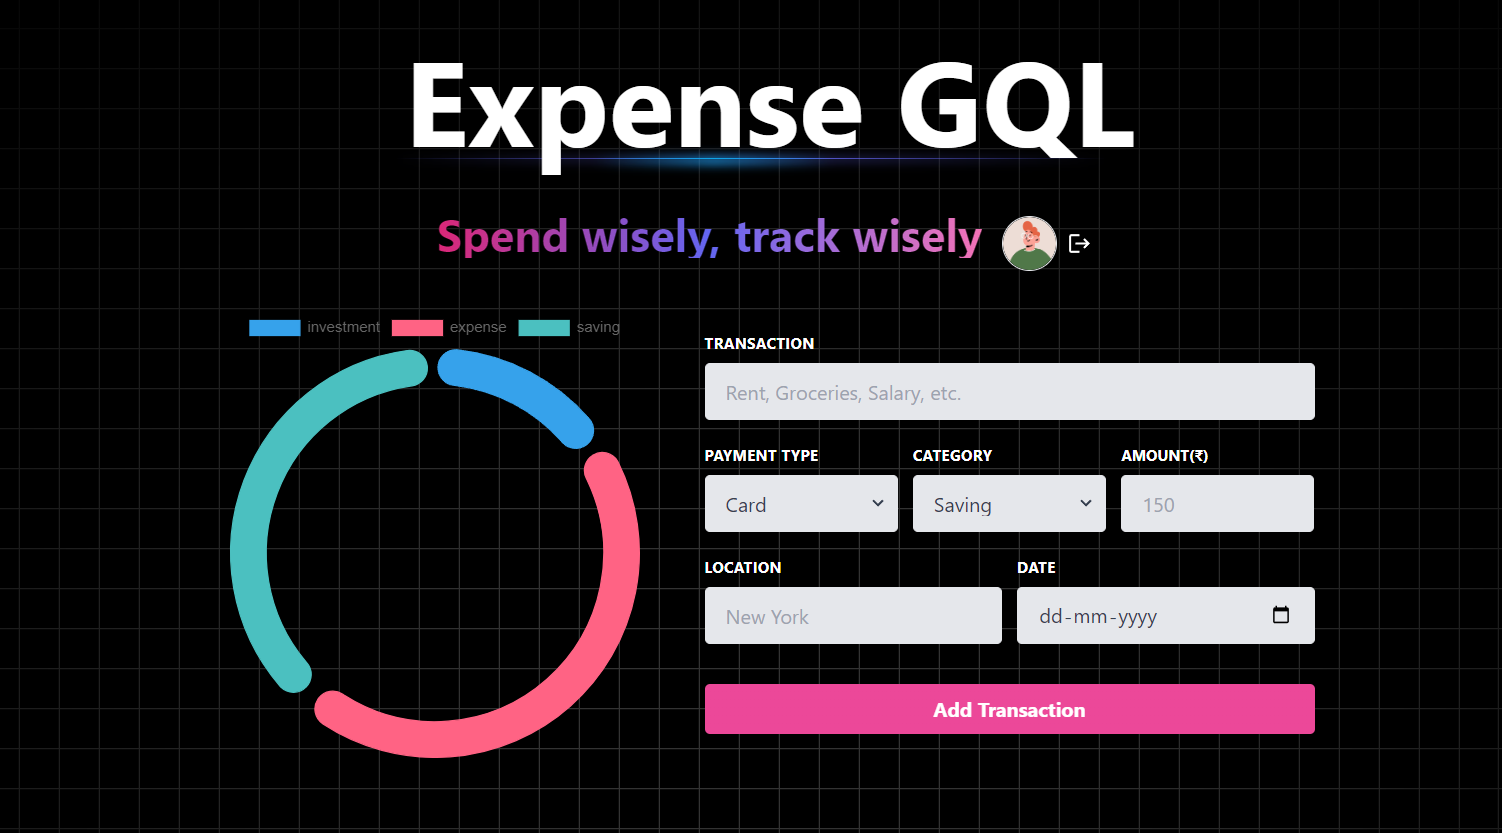 Expense GQL
Spend wisely, track wisely
investment expense saving
TRANSACTION
Rent, Groceries, Salary, etc.
PAYMENT TYPE CATEGORY AMOUNT(₹)
Card Saving 150
LOCATION DATE
New York dd-mm-yyyy
Add Transaction